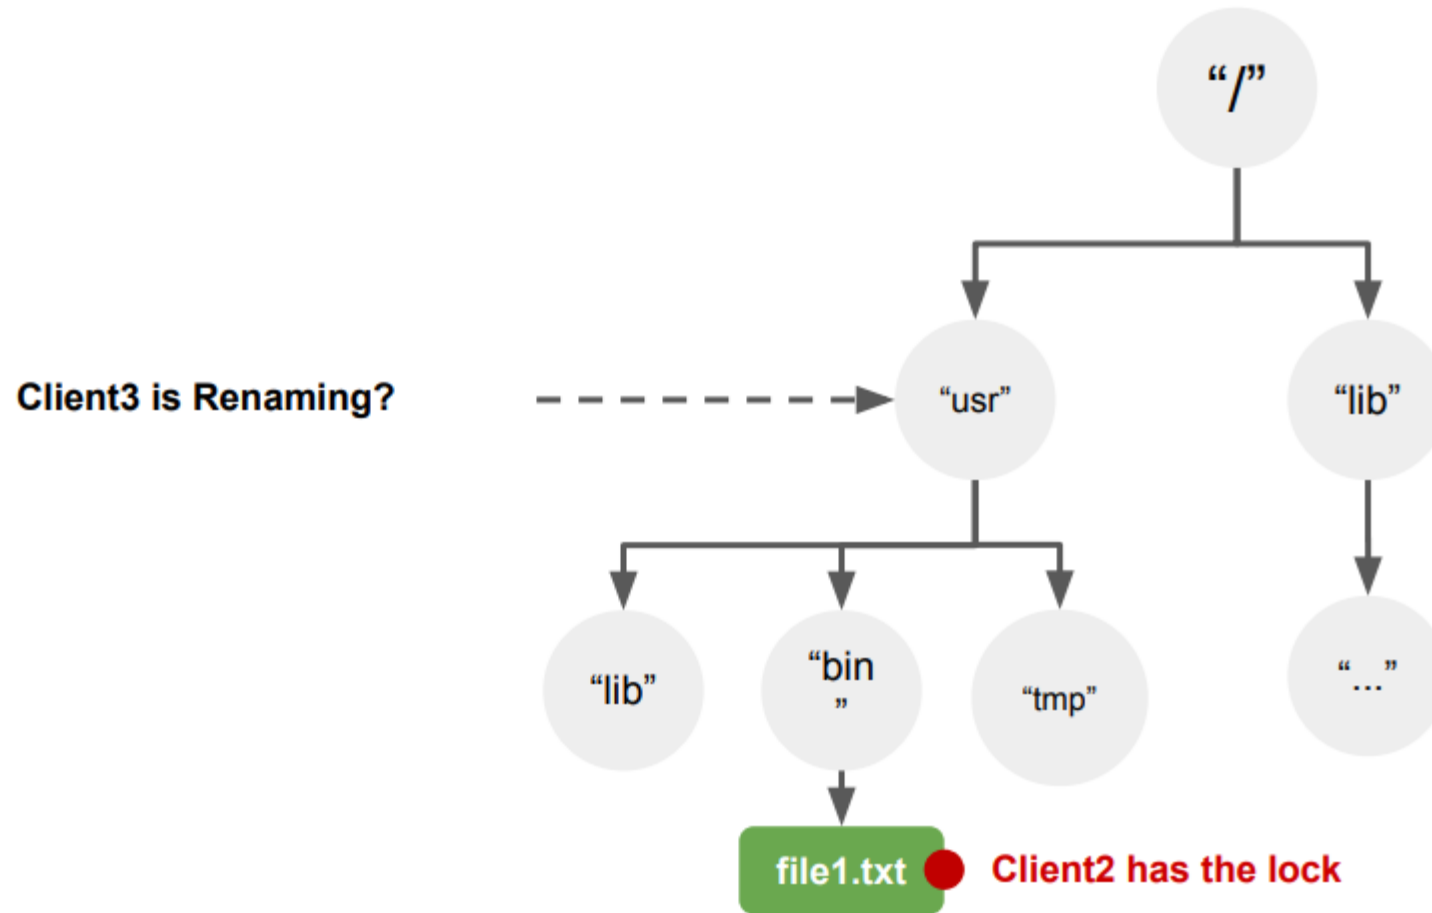 “/”
Client3 is Renaming?
“usr”
“lib”
“lib”
“bin
”
“tmp”
“...”
file1.txt
Client2 has the lock